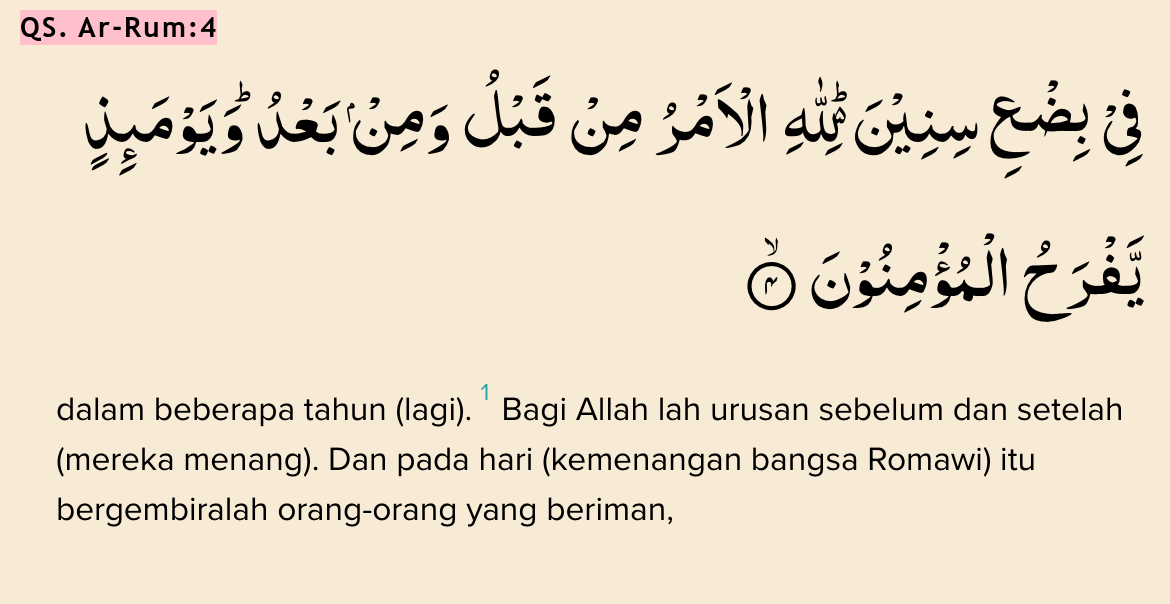 QS. Ar-Rum:4
فِيْ بِضْعِ سِنِيْنَ ەۗ لِلّٰهِ الْاَمْرُ مِنْ قَبْلُ وَمِنْۢ بَعْدُ ۗوَيَوْمَىِٕذٍ
يَّفْرَحُ الْمُؤْمِنُوْنَ ۙ ٤
dalam beberapa tahun (lagi). 1 Bagi Allah lah urusan sebelum dan setelah
(mereka menang). Dan pada hari (kemenangan bangsa Romawi) itu
bergembiralah orang-orang yang beriman,